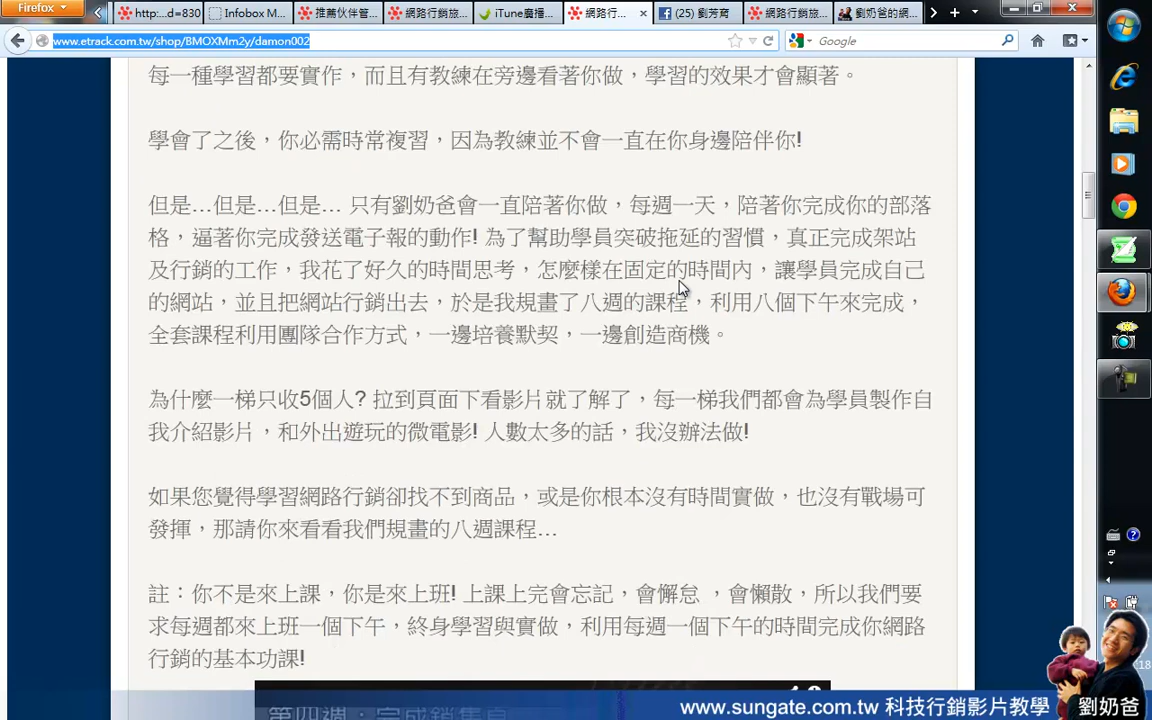 Firefox
http:...d=830
Infobox M...
推薦伙伴管...
網路行銷旅...
iTune廣播...
網路行...
(25) 劉芳育
網路行銷旅...
劉奶爸的網...
www.etrack.com.tw/shop/BMOXMm2y/damon002
Google
每一種學習都要實作，而且有教練在旁邊看著你做，學習的效果才會顯著。
學會了之後，你必需時常複習，因為教練並不會一直在你身邊陪伴你!
但是...但是...但是... 只有劉奶爸會一直陪著你做，每週一天，陪著你完成你的部落
格，逼著你完成發送電子報的動作! 為了幫助學員突破拖延的習慣，真正完成架站
及行銷的工作，我花了好久的時間思考，怎麼樣在固定的時間內，讓學員完成自己
的網站，並且把網站行銷出去，於是我規畫了八週的課程，利用八個下午來完成，
全套課程利用團隊合作方式，一邊培養默契，一邊創造商機。
為什麼一梯只收5個人? 拉到頁面下看影片就了解了，每一梯我們都會為學員製作自
我介紹影片，和外出遊玩的微電影! 人數太多的話，我沒辦法做!
如果您覺得學習網路行銷卻找不到商品，或是你根本沒有時間實做，也沒有戰場可
發揮，那請你來看看我們規畫的八週課程...
註：你不是來上課，你是來上班! 上課上完會忘記，會懈怠 ，會懶散，所以我們要
求每週都來上班一個下午，終身學習與實做，利用每週一個下午的時間完成你網路
行銷的基本功課!
第四週：完成銷售頁
www.sungate.com.tw 科技行銷影片教學
劉奶爸